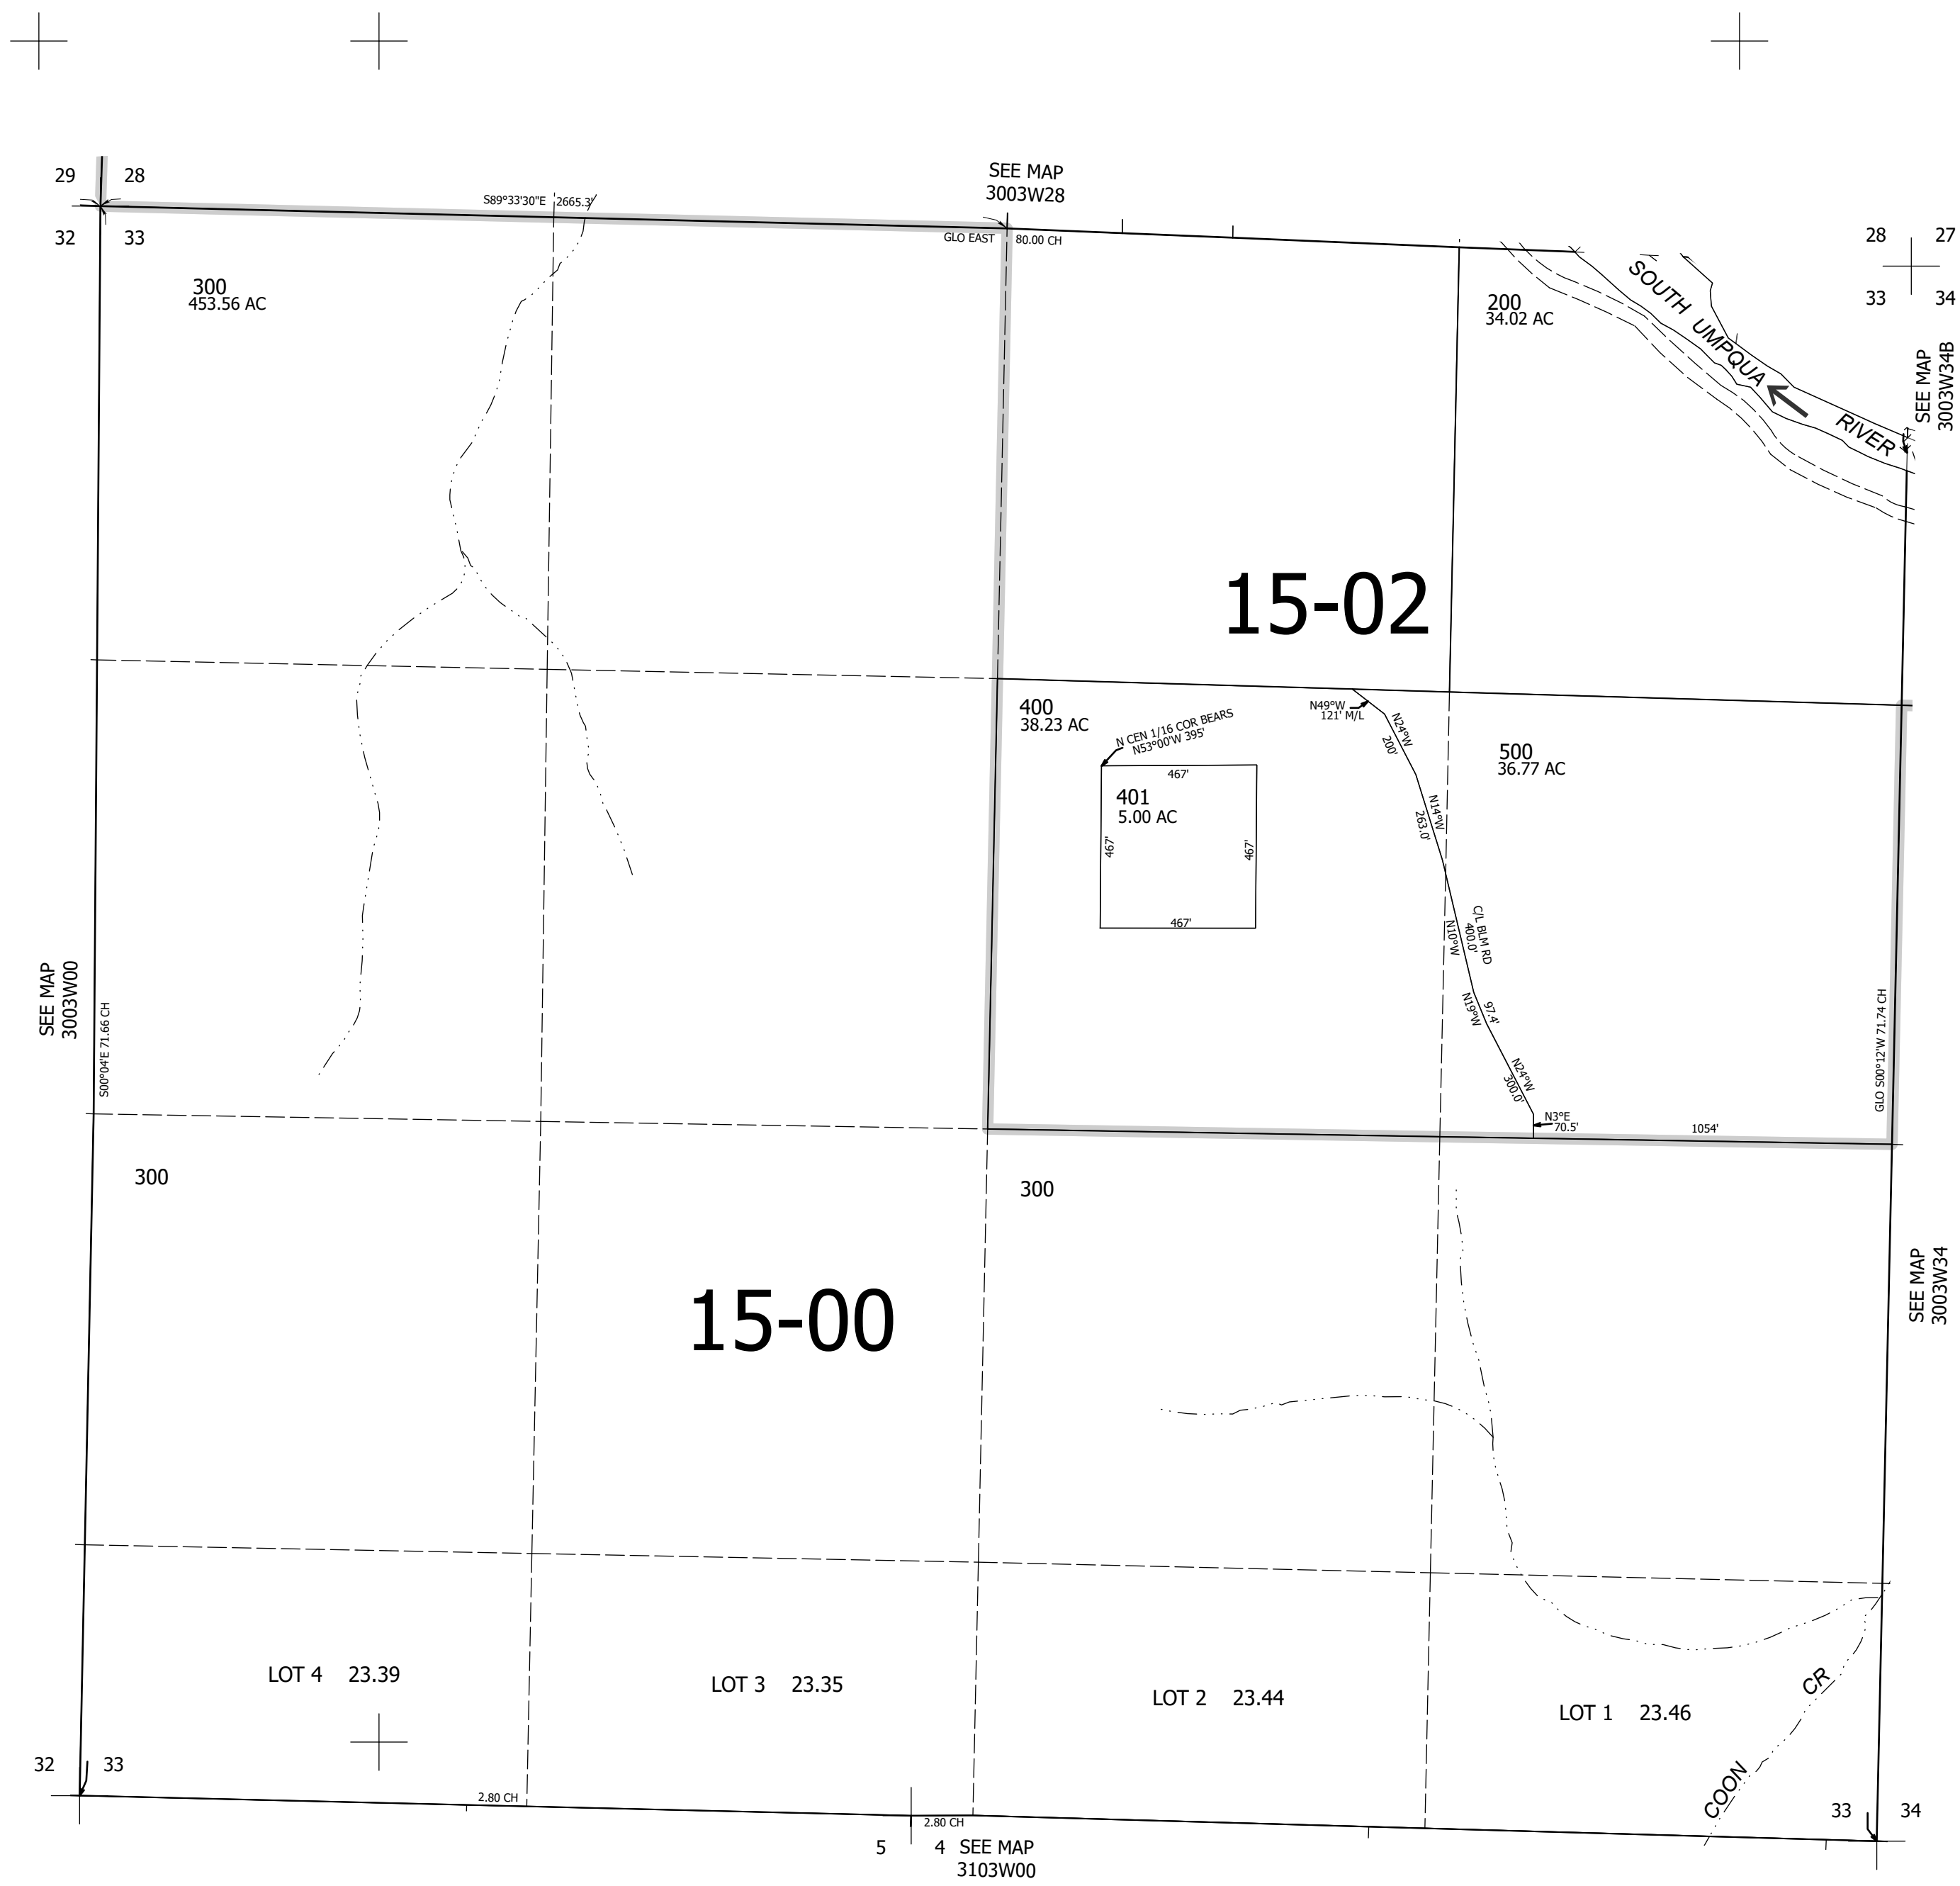 SEE MAP
3003W28
29
28
32
33
S89°33'30"E
2665.3'
GLO EAST
80.00 CH
28
27
33
34
SEE MAP
3003W34B
300
453.56 AC
200
34.02 AC
SOUTH UMPQUA RIVER
15-02
400
38.23 AC
N CEN 1/16 COR BEARS
N53°00'W 395'
467'
401
5.00 AC
467'
467'
467'
N49°W
121' M/L
N24°W
200'
N14°W
263.0'
500
36.77 AC
C/L BLM RD
400.0'
N10°W
N19°W
97.4'
N24°W
300.0'
N3°E
70.5'
1054'
GLO S00°12'W 71.74 CH
SEE MAP
3003W00
S00°04'E 71.66 CH
300
300
15-00
SEE MAP
3003W34
LOT 4 23.39
LOT 3 23.35
LOT 2 23.44
LOT 1 23.46
COON CR
32
33
2.80 CH
2.80 CH
5
4
SEE MAP
3103W00
33
34